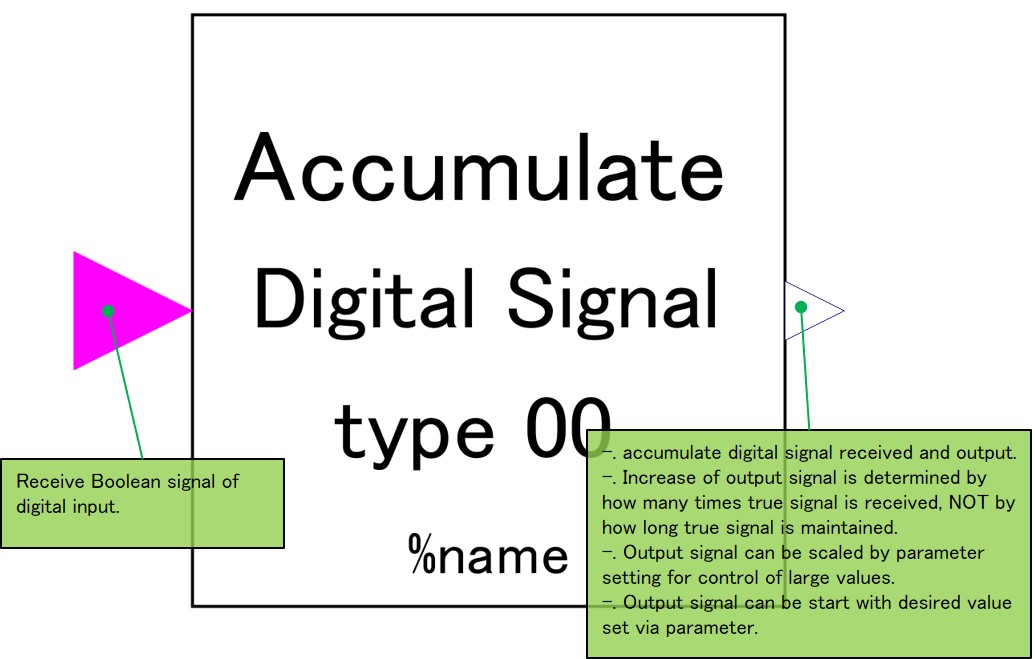 Accumulate
Digital Signal
type 00
%name
Receive Boolean signal of
digital input.
-. accumulate digital signal received and output.
-. Increase of output signal is determined by
how many times true signal is received, NOT by
how long true signal is maintained.
-. Output signal can be scaled by parameter
setting for control of large values.
-. Output signal can be start with desired value
set via parameter.